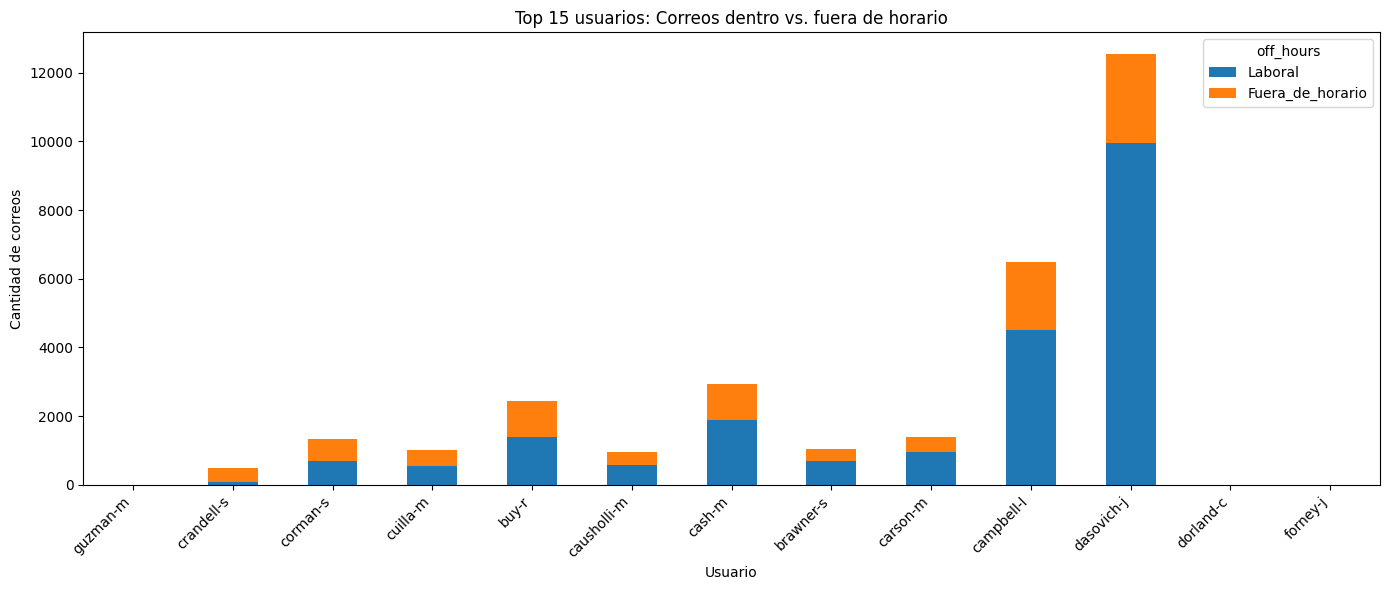 Top 15 usuarios: Correos dentro vs. fuera de horario
off_hours
Laboral
Fuera_de_horario
Cantidad de correos
12000
10000
8000
6000
4000
2000
0
guzman-m
crandell-s
corman-s
cuilla-m
buy-r
causholli-m
cash-m
brawner-s
carson-m
campbell-l
dasovich-j
dorland-c
forney-j
Usuario